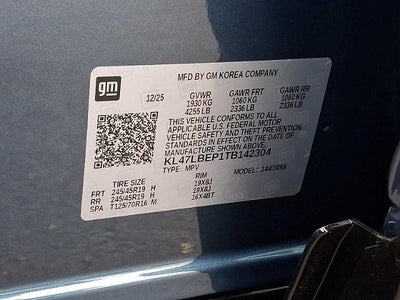 gm
MFD BY GM KOREA COMPANY
12/25 GVWR GAWR FRT GAWR RR
1930 KG 1060 KG 1060 KG
4255 LB 2336 LB 2336 LB
THIS VEHICLE CONFORMS TO ALL
APPLICABLE U.S. FEDERAL MOTOR
VEHICLE SAFETY AND THEFT PREVENTION
STANDARDS IN EFFECT ON THE DATE OF
MANUFACTURE SHOWN ABOVE.
KL47LBEP1TB142304
TYPE: MPV MODEL: 144TR58
TIRE SIZE RIM
FRT 245/45R19 H 19X8J
RR 245/45R19 H 19X8J
SPA T125/70R16 M 16X4BT